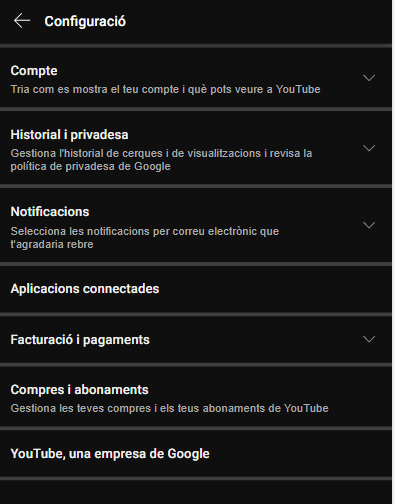 Configuració
Compte
Tria com es mostra el teu compte i què pots veure a YouTube
Historial i privadesa
Gestiona l'historial de cerques i de visualitzacions i revisa la
política de privadesa de Google
Notificacions
Selecciona les notificacions per correu electrònic que
t'agradaria rebre
Aplicacions connectades
Facturació i pagaments
Compres i abonaments
Gestiona les teves compres i els teus abonaments de YouTube
YouTube, una empresa de Google